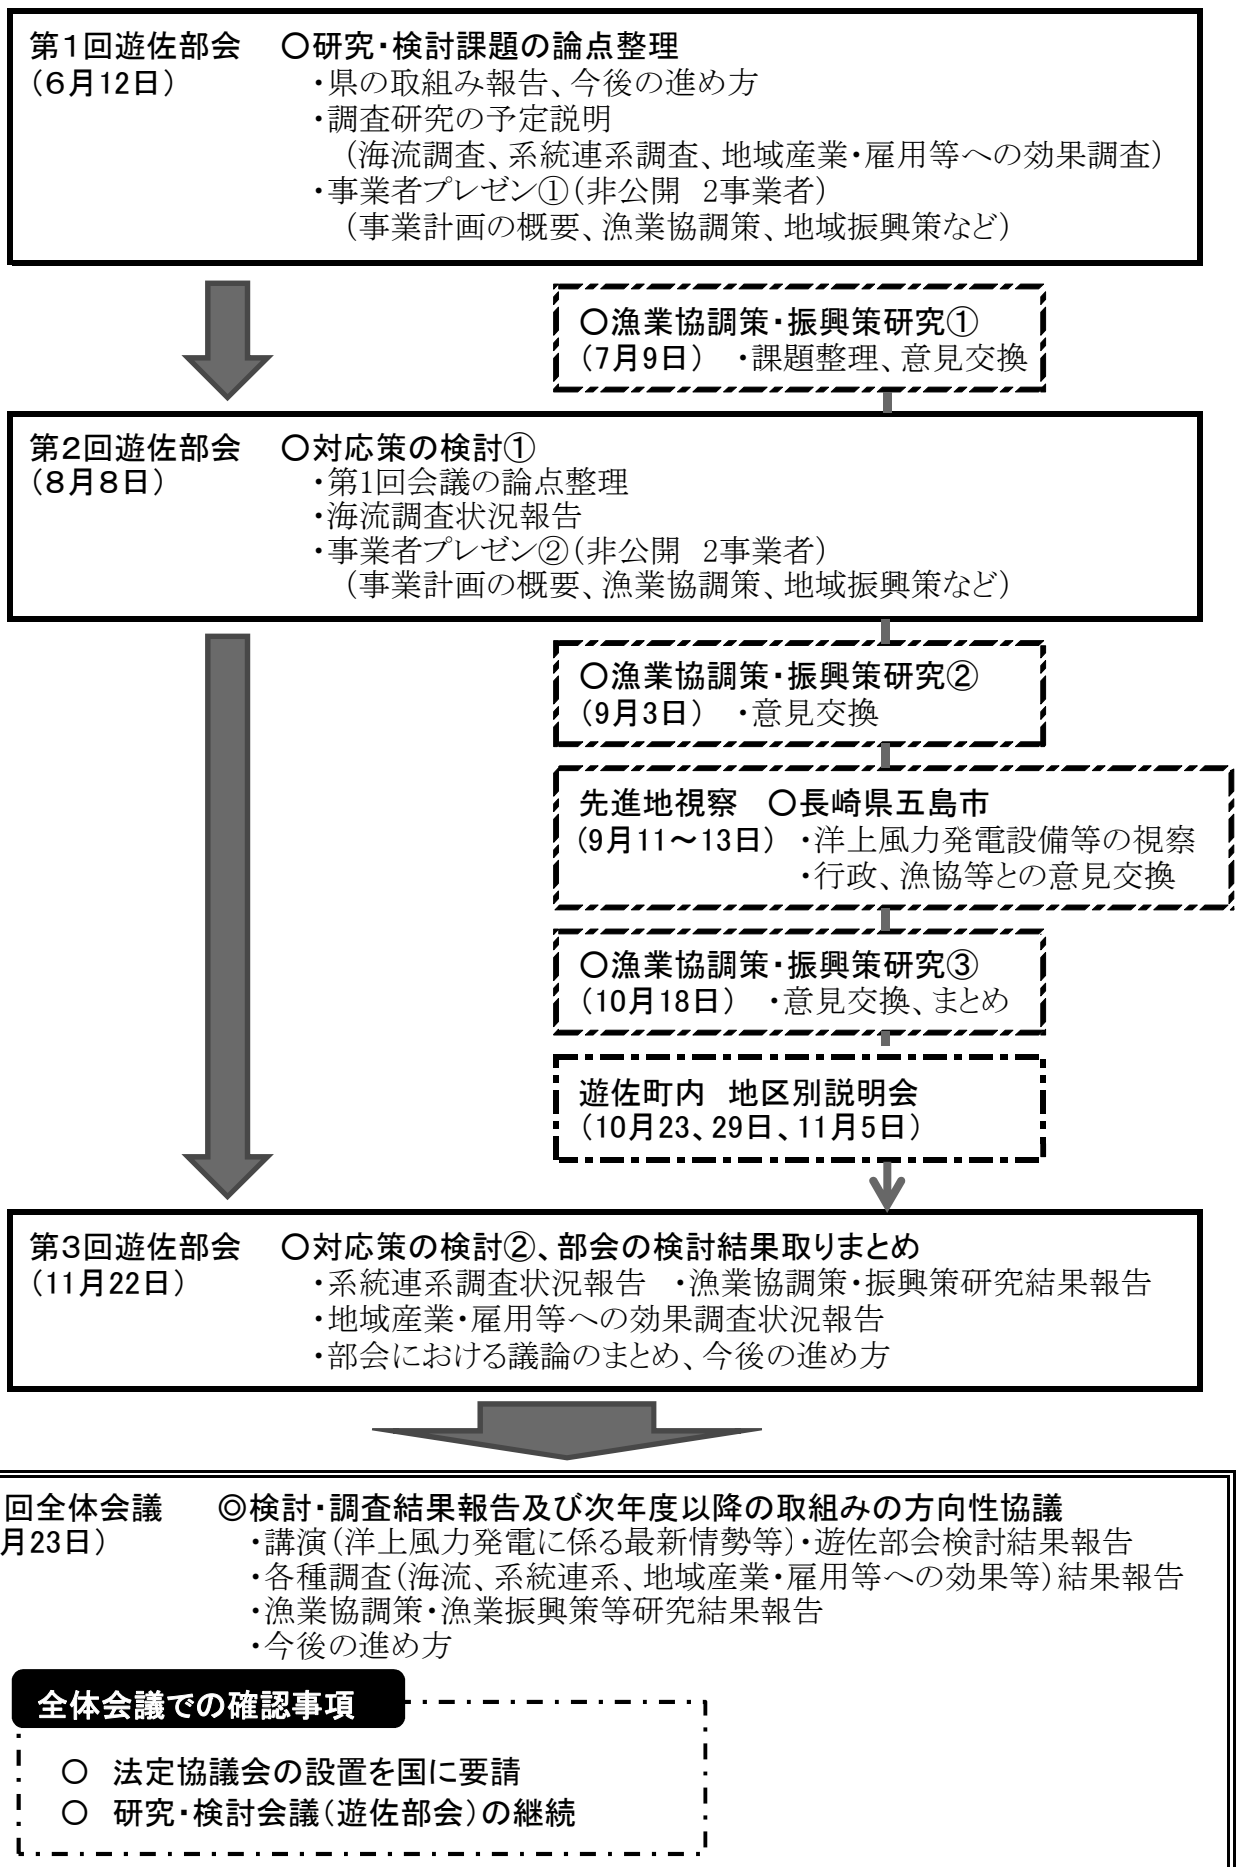 第１回遊佐部会　○研究・検討課題の論点整理
（６月12日）　・県の取組み報告、今後の進め方
・調査研究の予定説明
（海流調査、系統連系調査、地域産業・雇用等への効果調査）
・事業者プレゼン①（非公開　2事業者）
（事業計画の概要、漁業協調策、地域振興策など）
○漁業協調策・振興策研究①
（7月9日）　・課題整理、意見交換
第２回遊佐部会　○対応策の検討①
（８月８日）　・第1回会議の論点整理
・海流調査状況報告
・事業者プレゼン②（非公開　2事業者）
（事業計画の概要、漁業協調策、地域振興策など）
○漁業協調策・振興策研究②
（9月3日）　・意見交換
先進地視察　○長崎県五島市
（9月11～13日）　・洋上風力発電設備等の視察
・行政、漁協等との意見交換
○漁業協調策・振興策研究③
（10月18日）　・意見交換、まとめ
遊佐町内　地区別説明会
（10月23、29日、11月5日）
第３回遊佐部会　○対応策の検討②、部会の検討結果取りまとめ
（11月22日）　・系統連系調査状況報告　・漁業協調策・振興策研究結果報告
・地域産業・雇用等への効果調査状況報告
・部会における議論のまとめ、今後の進め方
回全体会議　◎検討・調査結果報告及び次年度以降の取組みの方向性協議
月23日）　・講演（洋上風力発電に係る最新情勢等）・遊佐部会検討結果報告
・各種調査（海流、系統連系、地域産業・雇用等への効果等）結果報告
・漁業協調策・漁業振興策等研究結果報告
・今後の進め方
全体会議での確認事項
○　法定協議会の設置を国に要請
○　研究・検討会議（遊佐部会）の継続